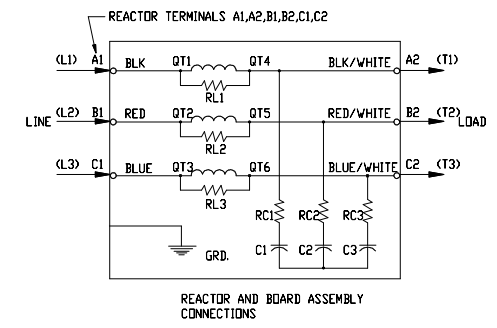 REACTOR TERMINALS A1,A2,B1,B2,C1,C2
(L1) A1 BLK QT1 QT4 BLK/WHITE A2 (T1)
RL1
(L2) B1 RED QT2 QT5 RED/WHITE B2 (T2)
LINE LOAD
RL2
(L3) C1 BLUE QT3 QT6 BLUE/WHITE C2 (T3)
RL3
RC1 RC2 RC3
C1 C2 C3
GRD.
REACTOR AND BOARD ASSEMBLY
CONNECTIONS